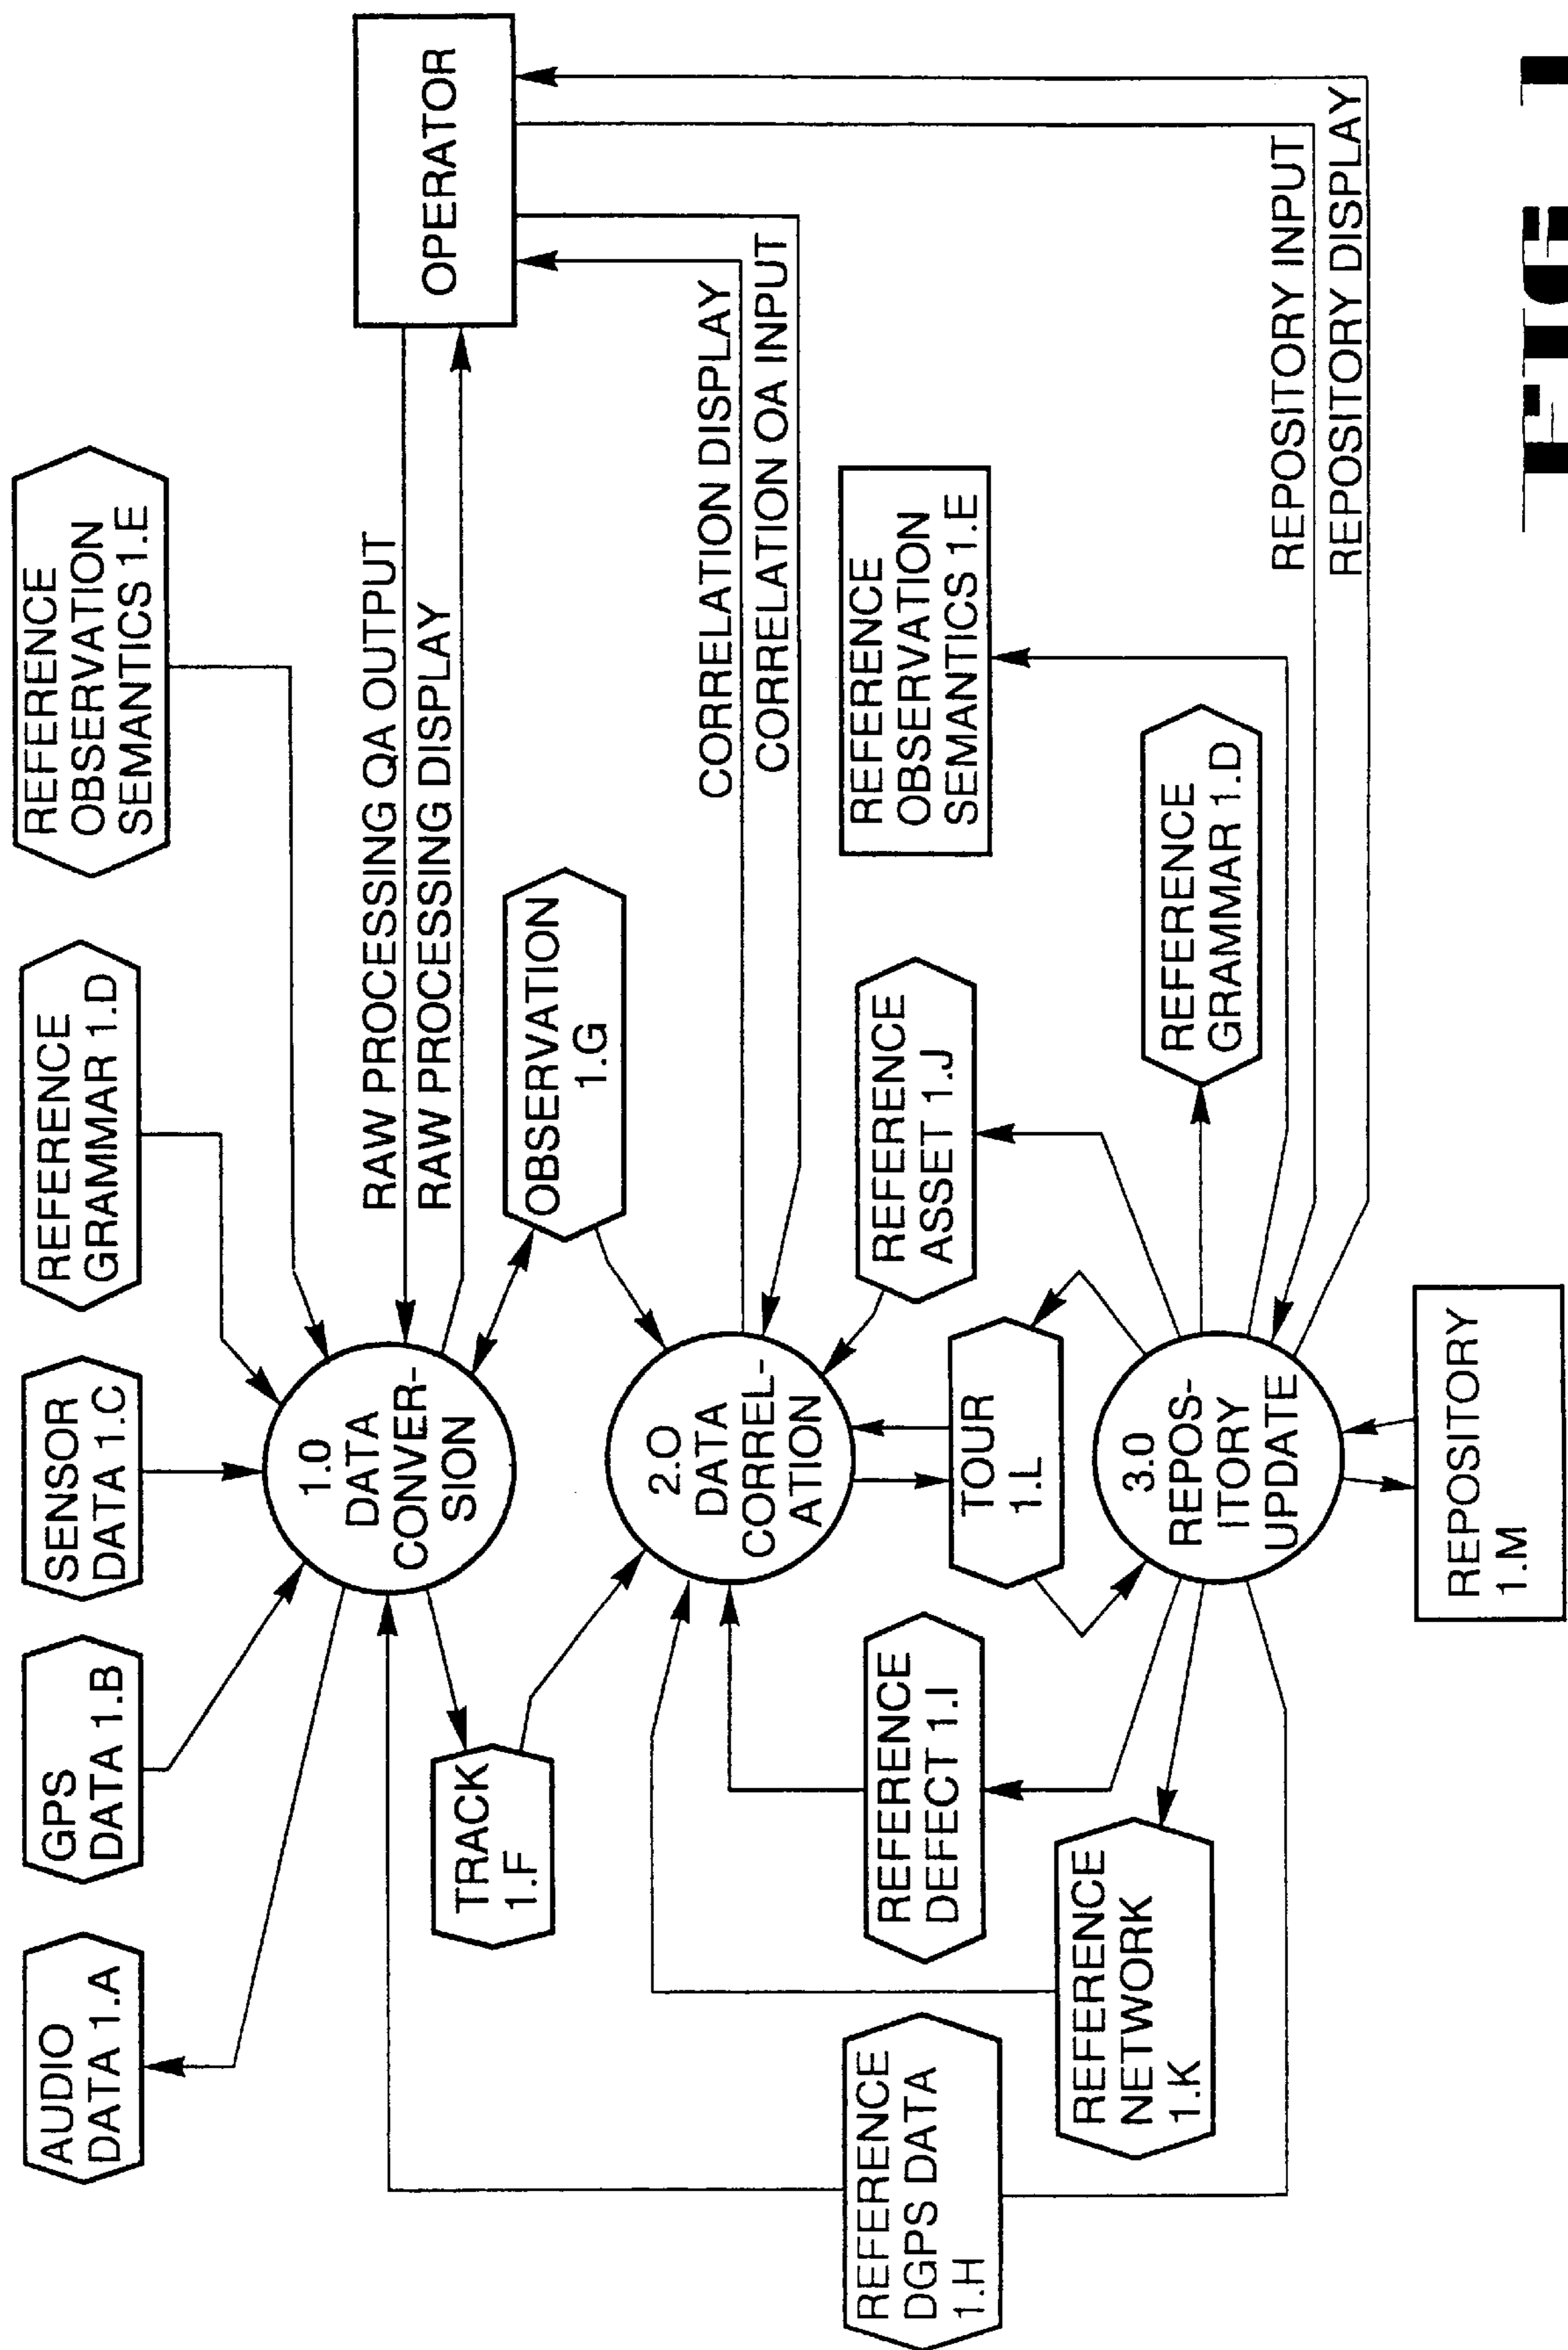 AUDIO
DATA 1.A
GPS
DATA 1.B
SENSOR
DATA 1.C
REFERENCE
GRAMMAR 1.D
REFERENCE
OBSERVATION
SEMANTICS 1.E
OPERATOR
1.0
DATA
CONVER-
SION
RAW PROCESSING QA OUTPUT
RAW PROCESSING DISPLAY
TRACK
1.F
OBSERVATION
1.G
2.O
DATA
CORREL-
ATION
CORRELATION DISPLAY
CORRELATION OA INPUT
REFERENCE
DGPS DATA
1.H
REFERENCE
DEFECT 1.I
REFERENCE
ASSET 1.J
REFERENCE
OBSERVATION
SEMANTICS 1.E
TOUR
1.L
REFERENCE
NETWORK
1.K
3.0
REPOS-
ITORY
UPDATE
REFERENCE
GRAMMAR 1.D
REPOSITORY INPUT
REPOSITORY DISPLAY
REPOSITORY
1.M
FIG 1